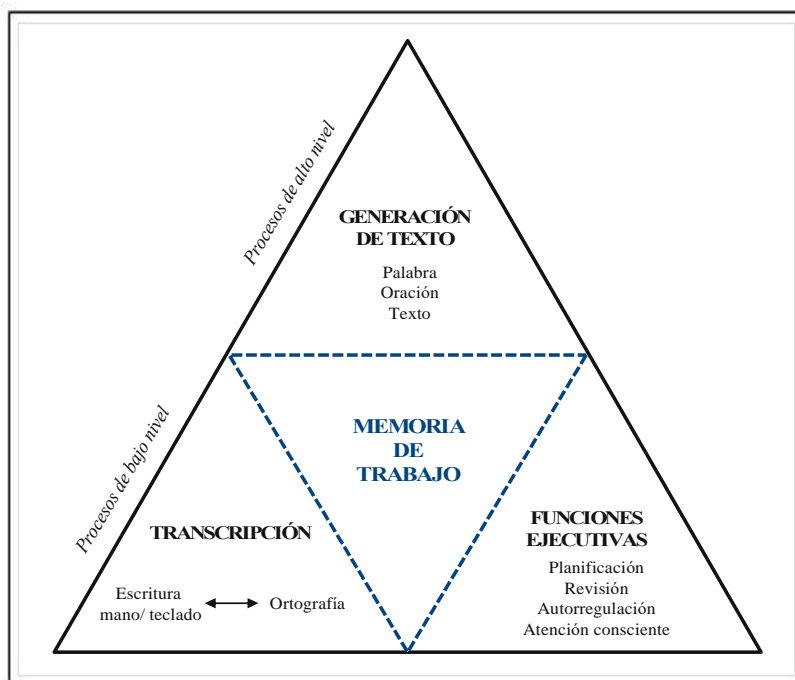 Procesos de alto nivel
GENERACIÓN
DE TEXTO
Palabra
Oración
Texto
Procesos de bajo nivel
MEMORIA
DE
TRABAJO
TRANSCRIPCIÓN
Escritura
mano/ teclado
Ortografía
FUNCIONES
EJECUTIVAS
Planificación
Revisión
Autorregulación
Atención consciente